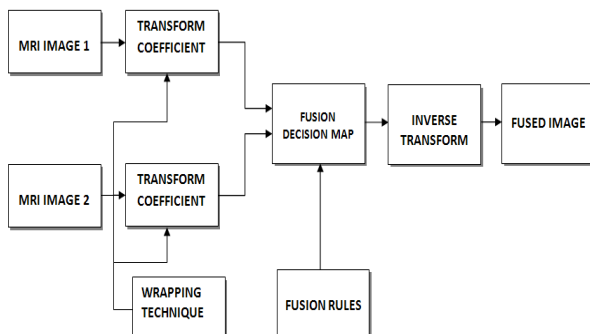 MRI IMAGE 1
TRANSFORM
COEFFICIENT
FUSION
DECISION MAP
INVERSE
TRANSFORM
FUSED IMAGE
MRI IMAGE 2
TRANSFORM
COEFFICIENT
WRAPPING
TECHNIQUE
FUSION RULES